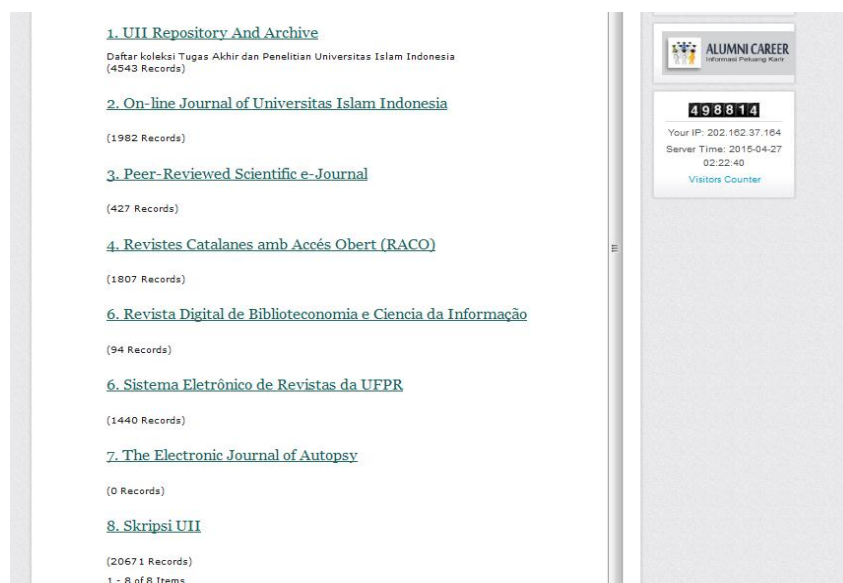 1. UII Repository And Archive
Daftar koleksi Tugas Akhir dan Penelitian Universitas Islam Indonesia
(4543 Records)
2. On-line Journal of Universitas Islam Indonesia
(1982 Records)
3. Peer-Reviewed Scientific e-Journal
(427 Records)
4. Revistes Catalanes amb Accés Obert (RACO)
(1807 Records)
6. Revista Digital de Biblioteconomia e Ciencia da Informação
(94 Records)
6. Sistema Eletrônico de Revistas da UFPR
(1440 Records)
7. The Electronic Journal of Autopsy
(0 Records)
8. Skripsi UII
(20671 Records)
1 - 8 of 8 Items
ALUMNI CAREER
Informasi Peluang Karir
498814
Your IP: 202.162.37.164
Server Time: 2015-04-27
02:22:40
Visitors Counter